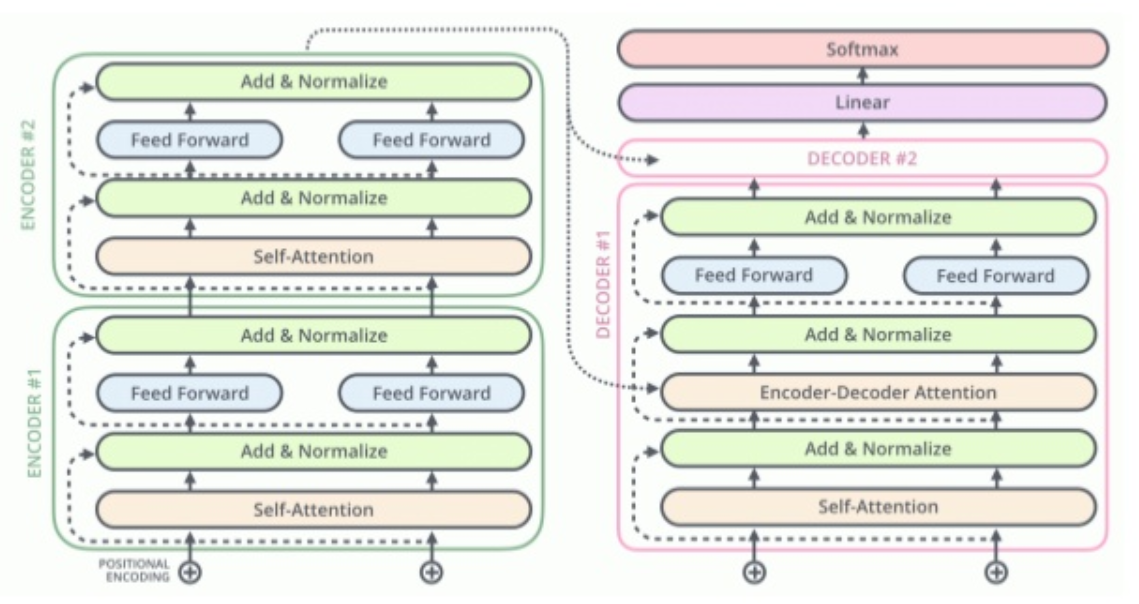 ENCODER #2
Add & Normalize
Feed Forward Feed Forward
Add & Normalize
Self-Attention
ENCODER #1
Add & Normalize
Feed Forward Feed Forward
Add & Normalize
Self-Attention
POSITIONAL
ENCODING
Softmax
Linear
DECODER #2
DECODER #1
Add & Normalize
Feed Forward Feed Forward
Add & Normalize
Encoder-Decoder Attention
Add & Normalize
Self-Attention